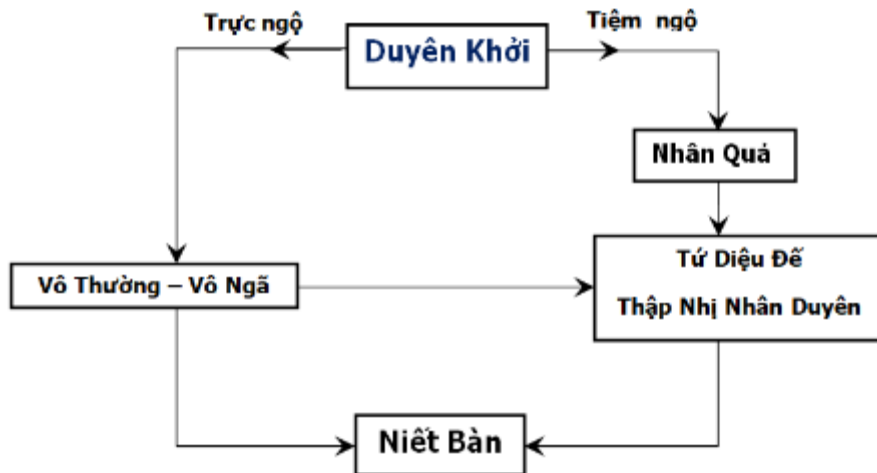 Trực ngộ
Tiệm ngộ
Duyên Khởi
Nhân Quả
Tứ Diệu Đế
Vô Thường – Vô Ngã
Thập Nhị Nhân Duyên
Niết Bàn